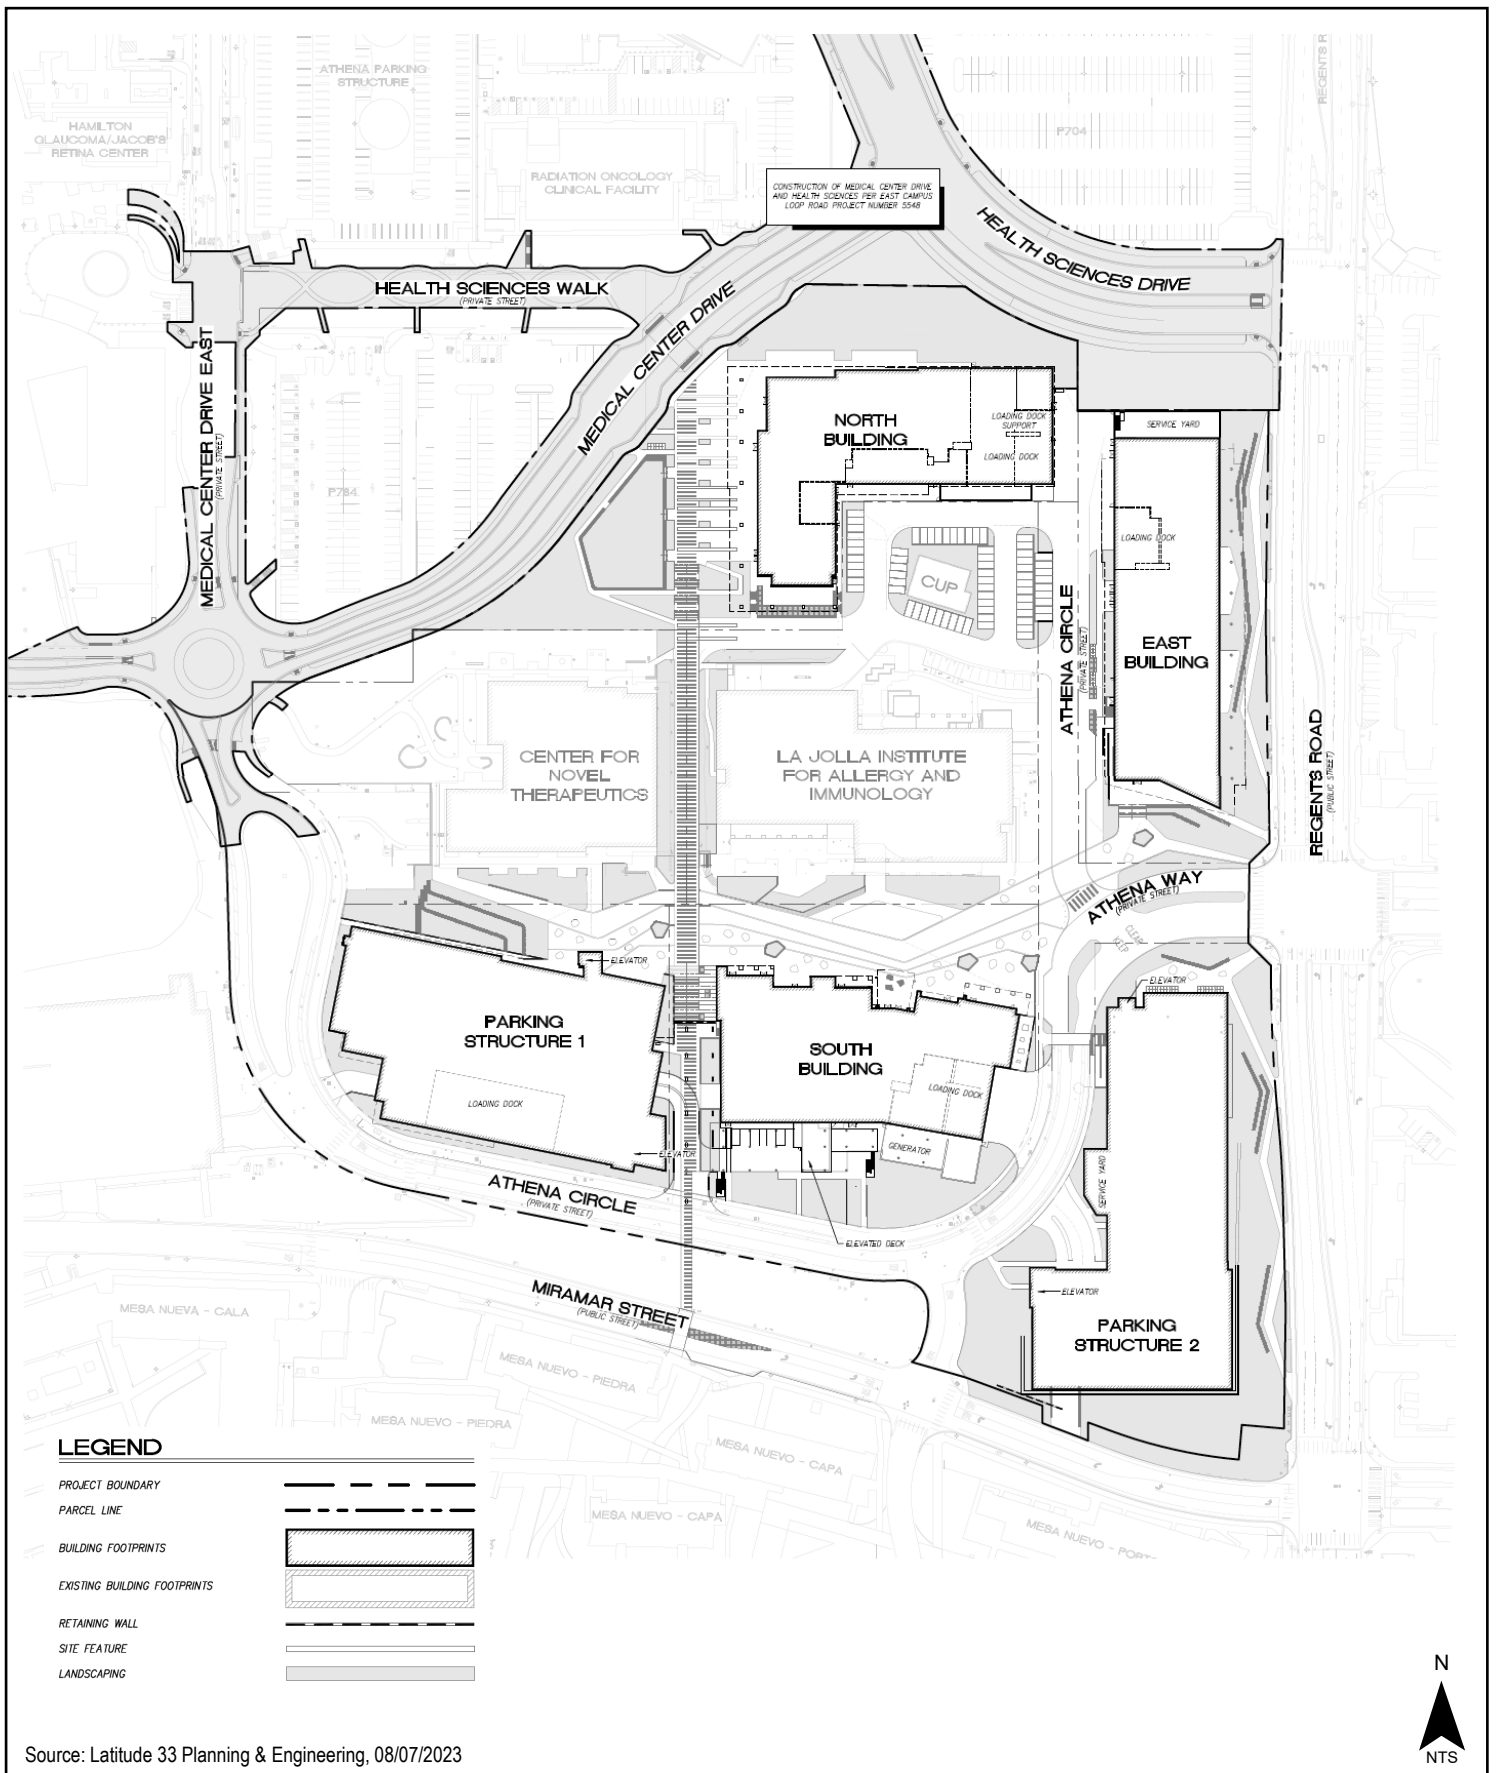 ATHENA PARKING
STRUCTURE
HAMILTON
GLAUCOMA/JACOB'S
RETINA CENTER
RADIATION ONCOLOGY
CLINICAL FACILITY
P704
REGENTS R
CONSTRUCTION OF MEDICAL CENTER DRIVE
AND HEALTH SCIENCES PER EAST CAMPUS
LOOP ROAD PROJECT NUMBER 5548
HEALTH SCIENCES DRIVE
HEALTH SCIENCES WALK
(PRIVATE STREET)
MEDICAL CENTER DRIVE
MEDICAL CENTER DRIVE EAST
(PRIVATE STREET)
P784
NORTH
BUILDING
LOADING DOCK
SUPPORT
LOADING DOCK
SERVICE YARD
LOADING DOCK
CUP
EAST
BUILDING
ATHENA CIRCLE
(PRIVATE STREET)
REGENTS ROAD
(PUBLIC STREET)
CENTER FOR
NOVEL
THERAPEUTICS
LA JOLLA INSTITUTE
FOR ALLERGY AND
IMMUNOLOGY
ATHENA WAY
(PRIVATE STREET)
KEEP
CLEAR
ELEVATOR
ELEVATOR
PARKING
STRUCTURE 1
LOADING DOCK
ELEVATOR
SOUTH
BUILDING
LOADING DOCK
GENERATOR
SERVICE YARD
ATHENA CIRCLE
(PRIVATE STREET)
ELEVATED DECK
MIRAMAR STREET
(PUBLIC STREET)
ELEVATOR
PARKING
STRUCTURE 2
MESA NUEVA - CALA
MESA NUEVO - PIEDRA
MESA NUEVO - PIEDRA
MESA NUEVO - CAPA
MESA NUEVO - CAPA
MESA NUEVO - PORT
LEGEND
PROJECT BOUNDARY
PARCEL LINE
BUILDING FOOTPRINTS
EXISTING BUILDING FOOTPRINTS
RETAINING WALL
SITE FEATURE
LANDSCAPING
N
NTS
Source: Latitude 33 Planning & Engineering, 08/07/2023